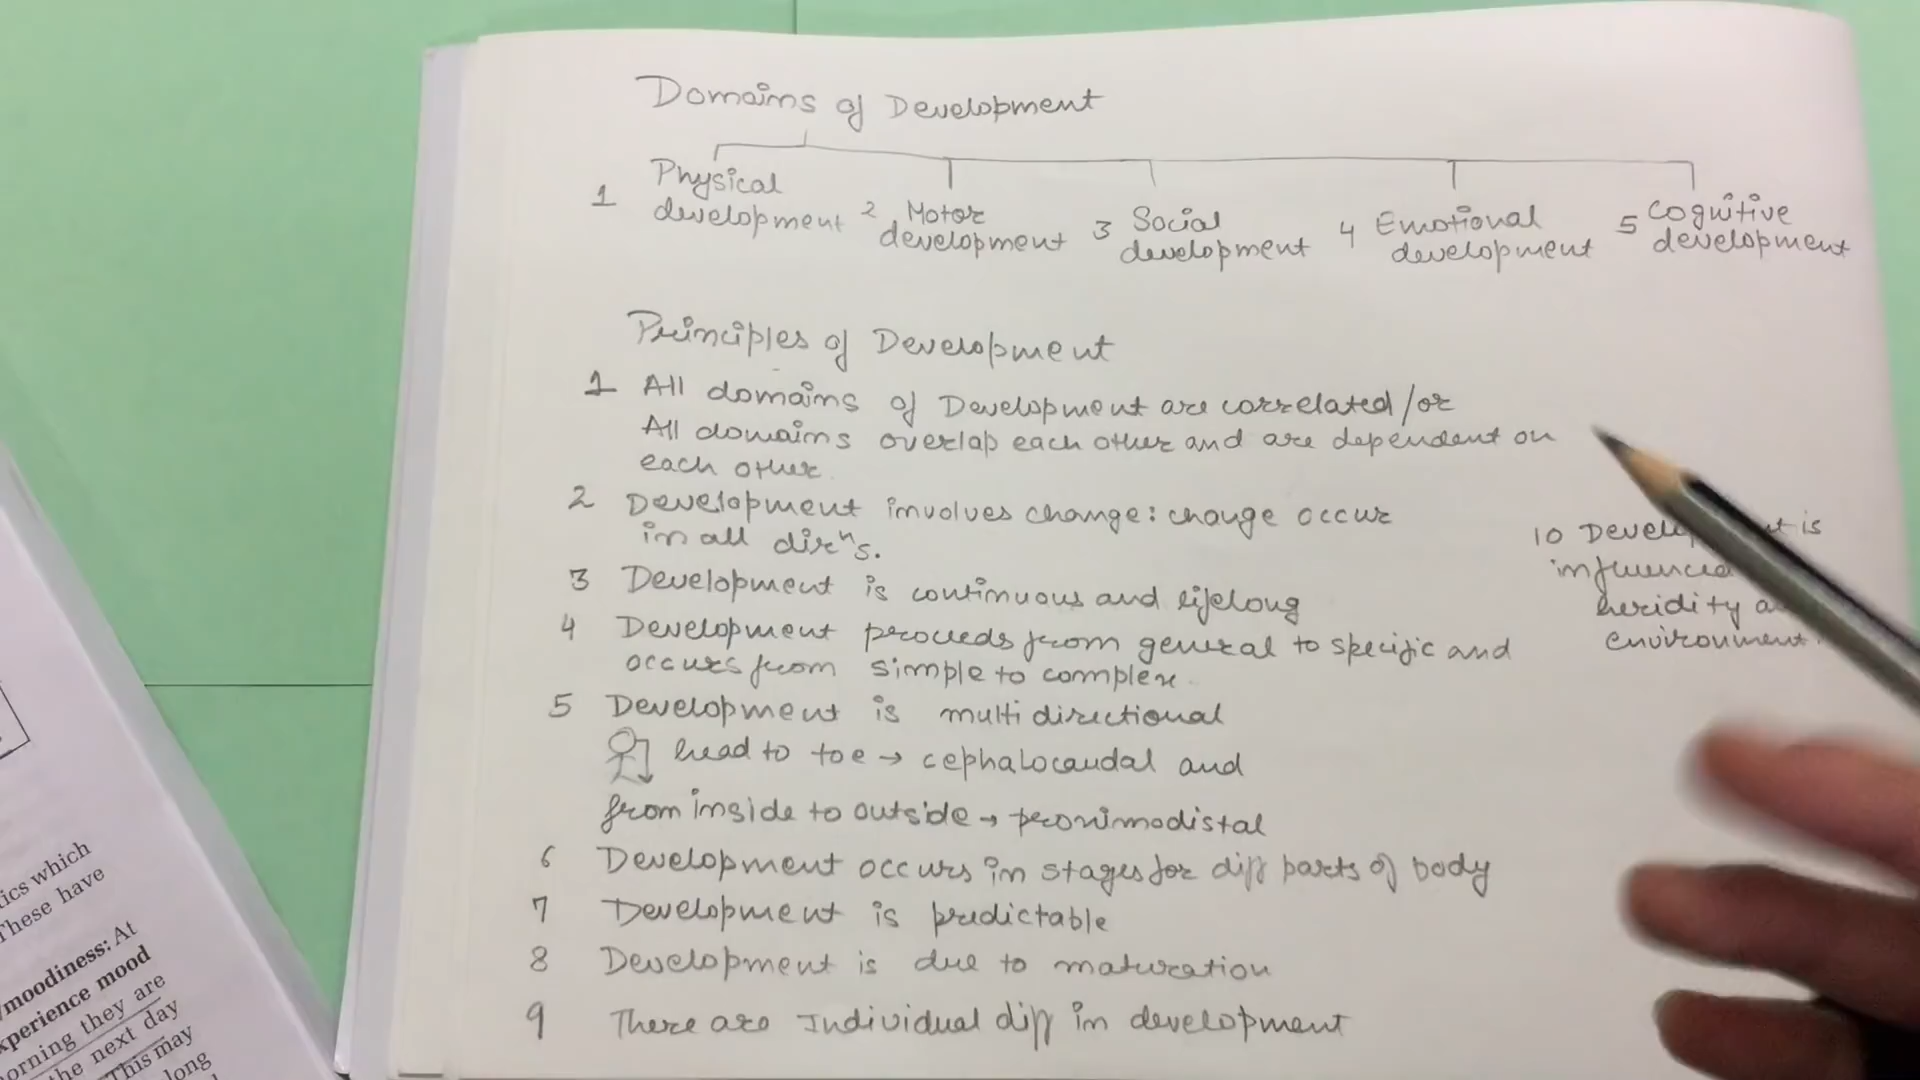 Domains of Development
1 Physical development
2 Motor development
3 Social development
4 Emotional development
5 Cognitive development
Principles of Development
1 All domains of Development are correlated/or
All domains overlap each other and are dependent on
each other
2 Development involves change: change occur
in all dirⁿs.
3 Development is continuous and lifelong
4 Development proceeds from general to specific and
occurs from simple to complex
5 Development is multidirectional
head to toe → cephalocaudal and
from inside to outside → proximodistal
6 Development occurs in stages for diff parts of body
7 Development is predictable
8 Development is due to maturation
9 There are Individual diff in development
10 Development is
influenced
heridity
environment.
tics which
These have
/moodiness: At
xperience mood
orning they are
the next day
This may
long